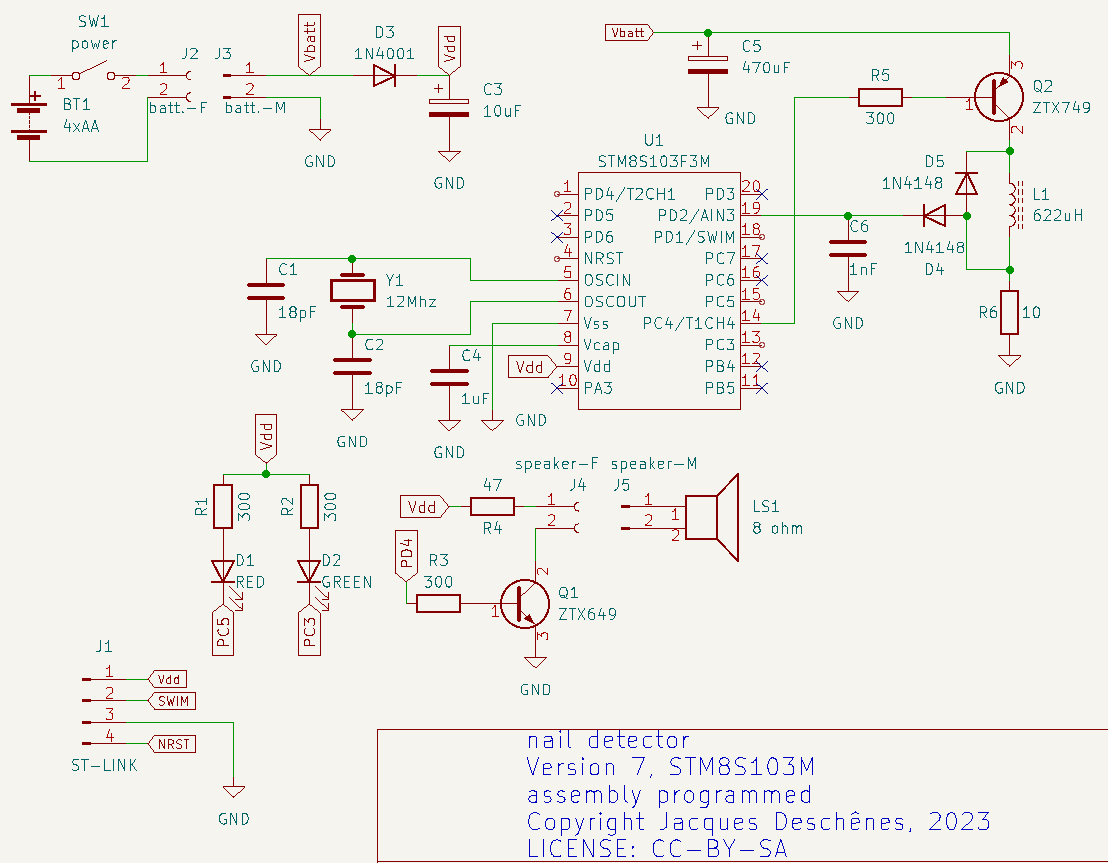 SW1
power
1
2
BT1
4xAA
J2
1
2
batt.-F
J3
1
2
batt.-M
Vbatt
GND
D3
1N4001
Vdd
C3
10uF
GND
Vbatt
C5
470uF
GND
R5
300
Q2
ZTX749
1
2
3
D5
1N4148
1N4148
D4
L1
622uH
C6
1nF
GND
R6
10
GND
U1
STM8S103F3M
1 PD4/T2CH1
2 PD5
3 PD6
4 NRST
5 OSCIN
6 OSCOUT
7 Vss
8 Vcap
9 Vdd
10 PA3
PD3 20
PD2/AIN3 19
PD1/SWIM 18
PC7 17
PC6 16
PC5 15
PC4/T1CH4 14
PC3 13
PB4 12
PB5 11
C1
18pF
GND
Y1
12Mhz
C2
18pF
GND
C4
1uF
GND
GND
Vdd
Vdd
R1
300
R2
300
D1
RED
D2
GREEN
PC5
PC3
speaker-F speaker-M
Vdd
47
R4
J4
1
2
J5
1
2
1
2
LS1
8 ohm
PD4
R3
300
Q1
ZTX649
1
2
3
GND
J1
1 Vdd
2 SWIM
3
4 NRST
ST-LINK
GND
nail detector
Version 7, STM8S103M
assembly programmed
Copyright Jacques Deschênes, 2023
LICENSE: CC-BY-SA